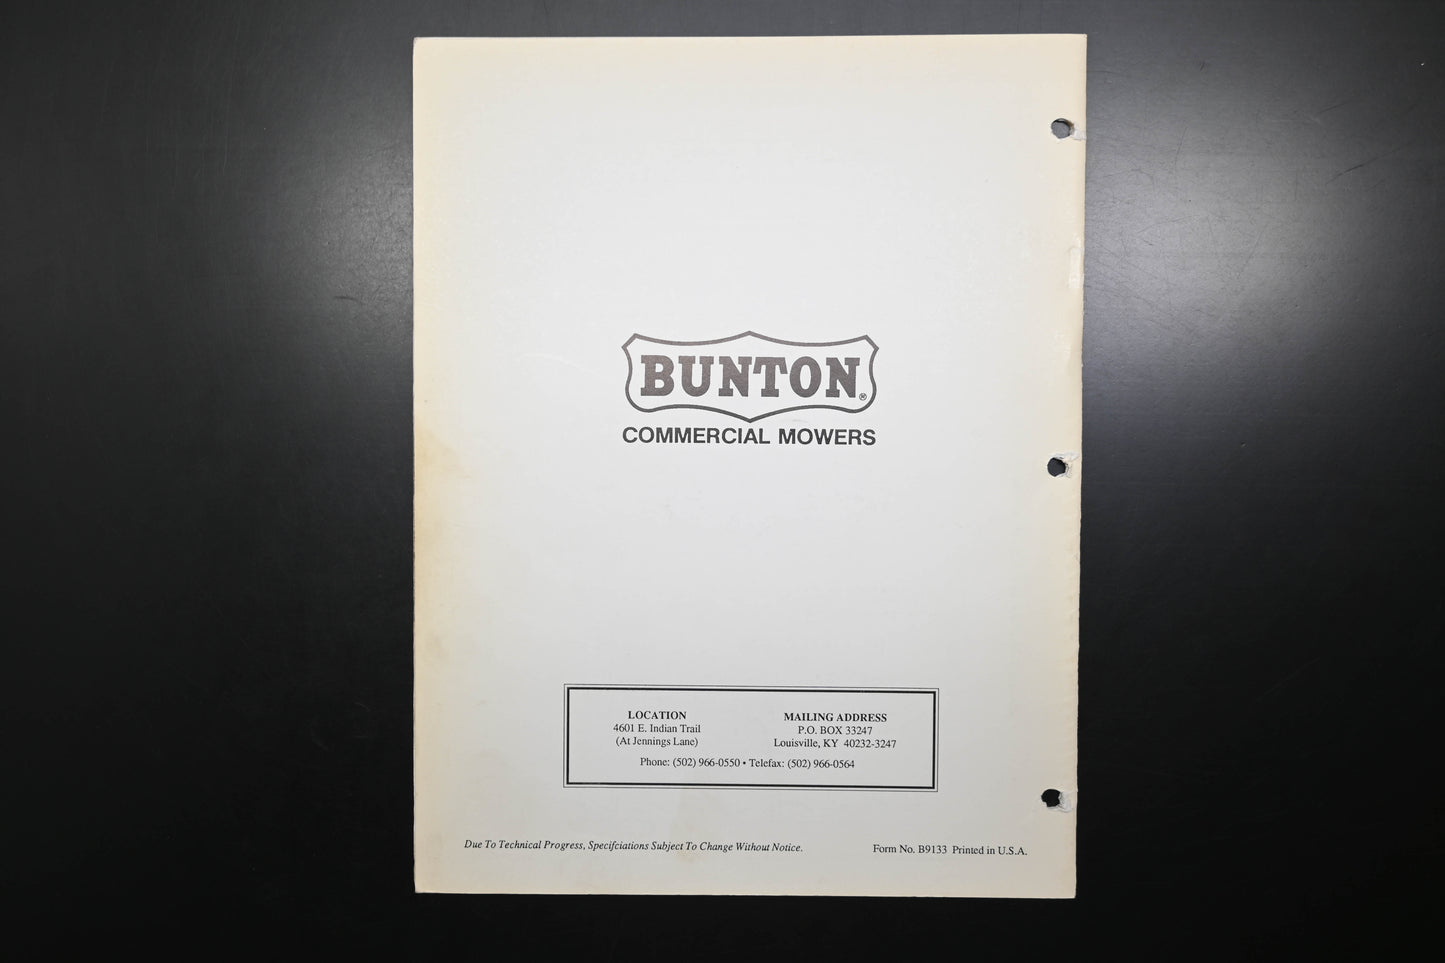 BUNTON®
COMMERCIAL MOWERS
LOCATION
4601 E. Indian Trail
(At Jennings Lane)
MAILING ADDRESS
P.O. BOX 33247
Louisville, KY 40232-3247
Phone: (502) 966-0550 • Telefax: (502) 966-0564
Due To Technical Progress, Specifciations Subject To Change Without Notice.
Form No. B9133 Printed in U.S.A.